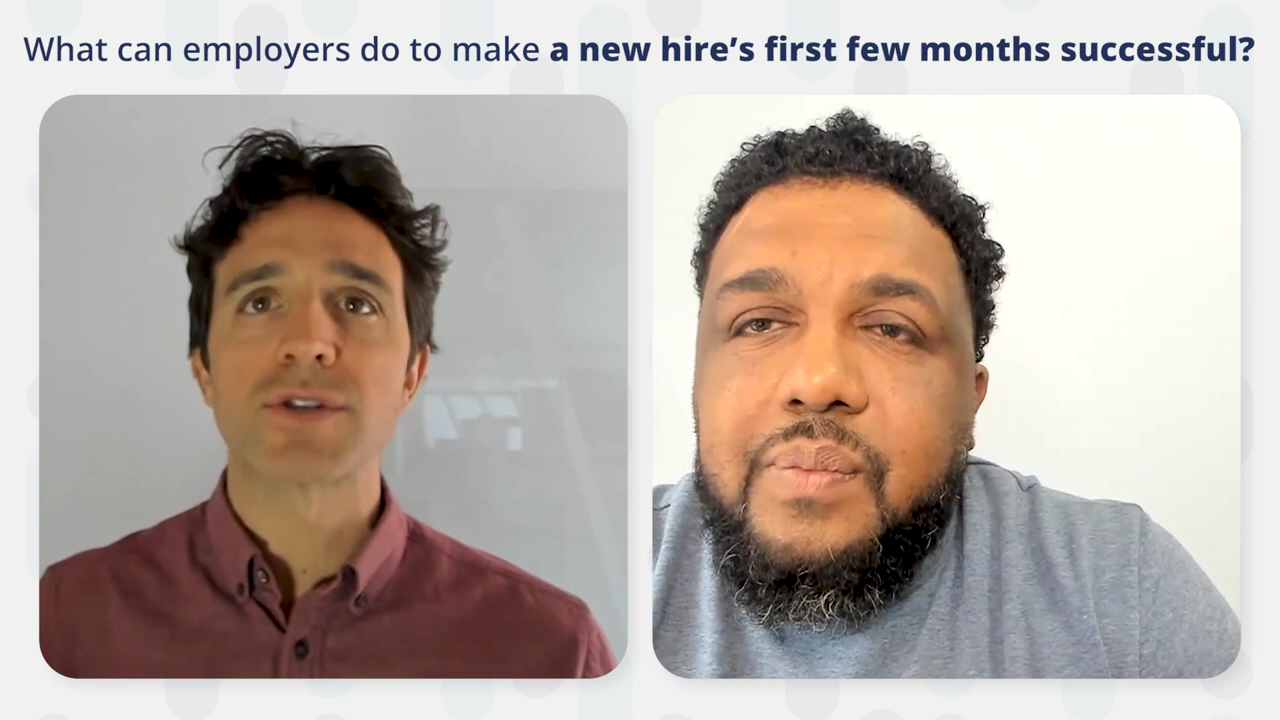 What can employers do to make a new hire’s first few months successful?